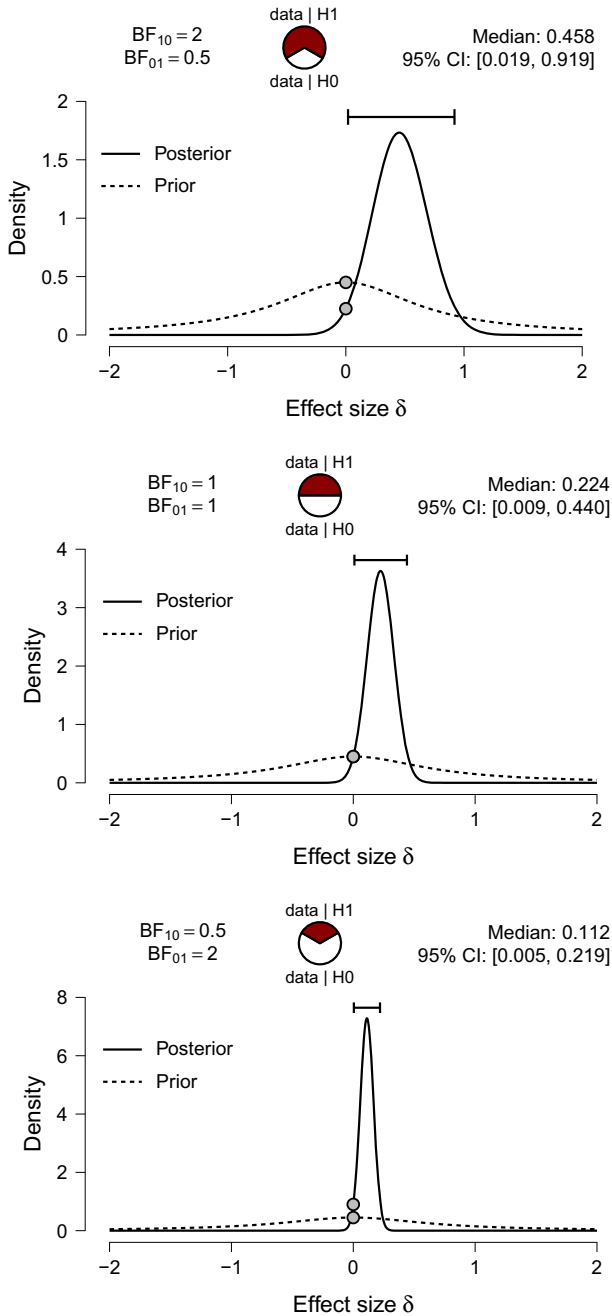 BF₁₀ = 2
BF₀₁ = 0.5
data | H1
data | H0
Median: 0.458
95% CI: [0.019, 0.919]
2
1.5
1
0.5
0
Density
Posterior
Prior
−2 −1 0 1 2
Effect size δ
BF₁₀ = 1
BF₀₁ = 1
data | H1
data | H0
Median: 0.224
95% CI: [0.009, 0.440]
4
3
2
1
0
Density
Posterior
Prior
−2 −1 0 1 2
Effect size δ
BF₁₀ = 0.5
BF₀₁ = 2
data | H1
data | H0
Median: 0.112
95% CI: [0.005, 0.219]
8
6
4
2
0
Density
Posterior
Prior
−2 −1 0 1 2
Effect size δ